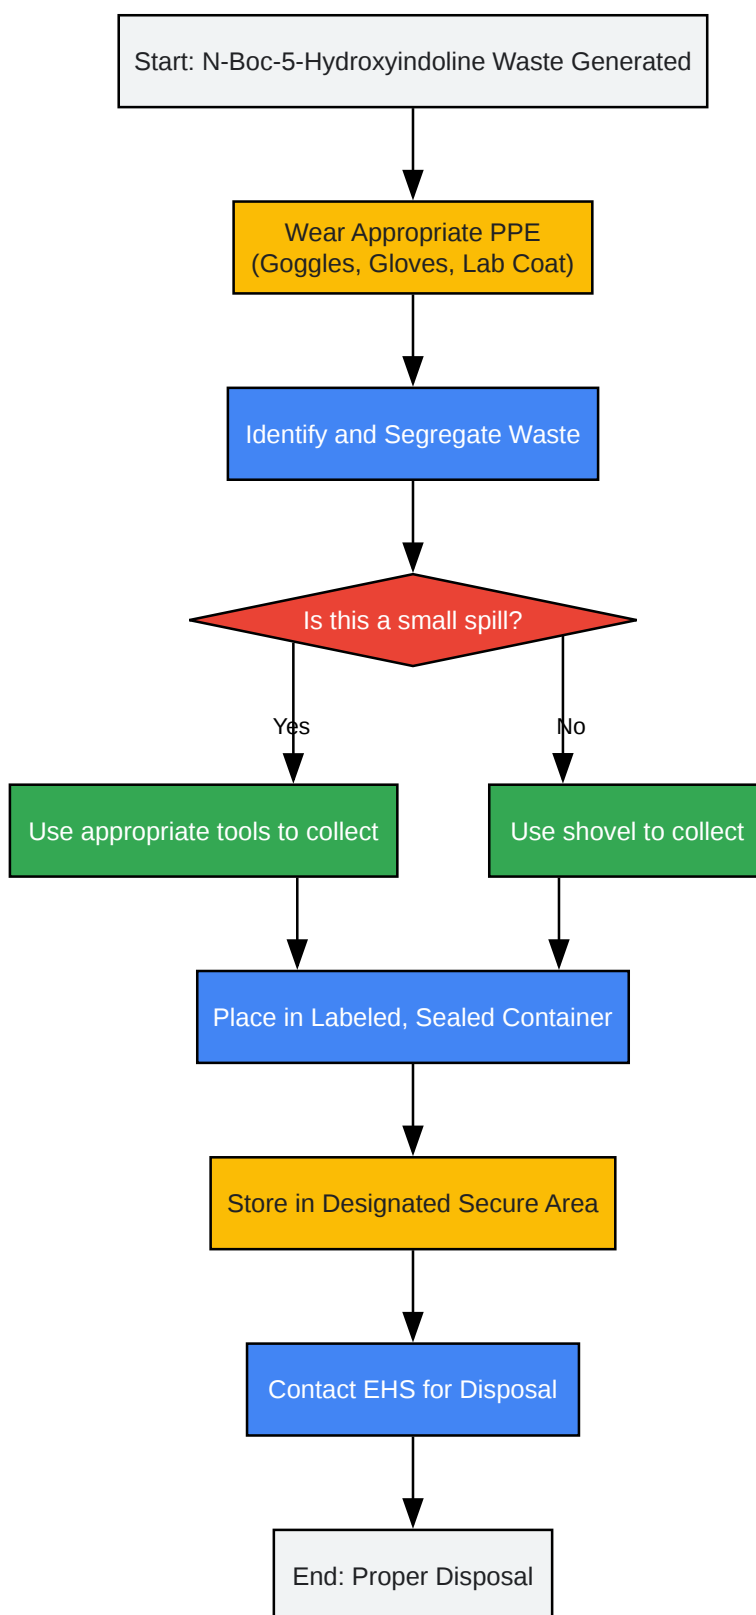 Start: N-Boc-5-Hydroxyindoline Waste Generated
Wear Appropriate PPE
(Goggles, Gloves, Lab Coat)
Identify and Segregate Waste
Is this a small spill?
Yes
No
Use appropriate tools to collect
Use shovel to collect
Place in Labeled, Sealed Container
Store in Designated Secure Area
Contact EHS for Disposal
End: Proper Disposal